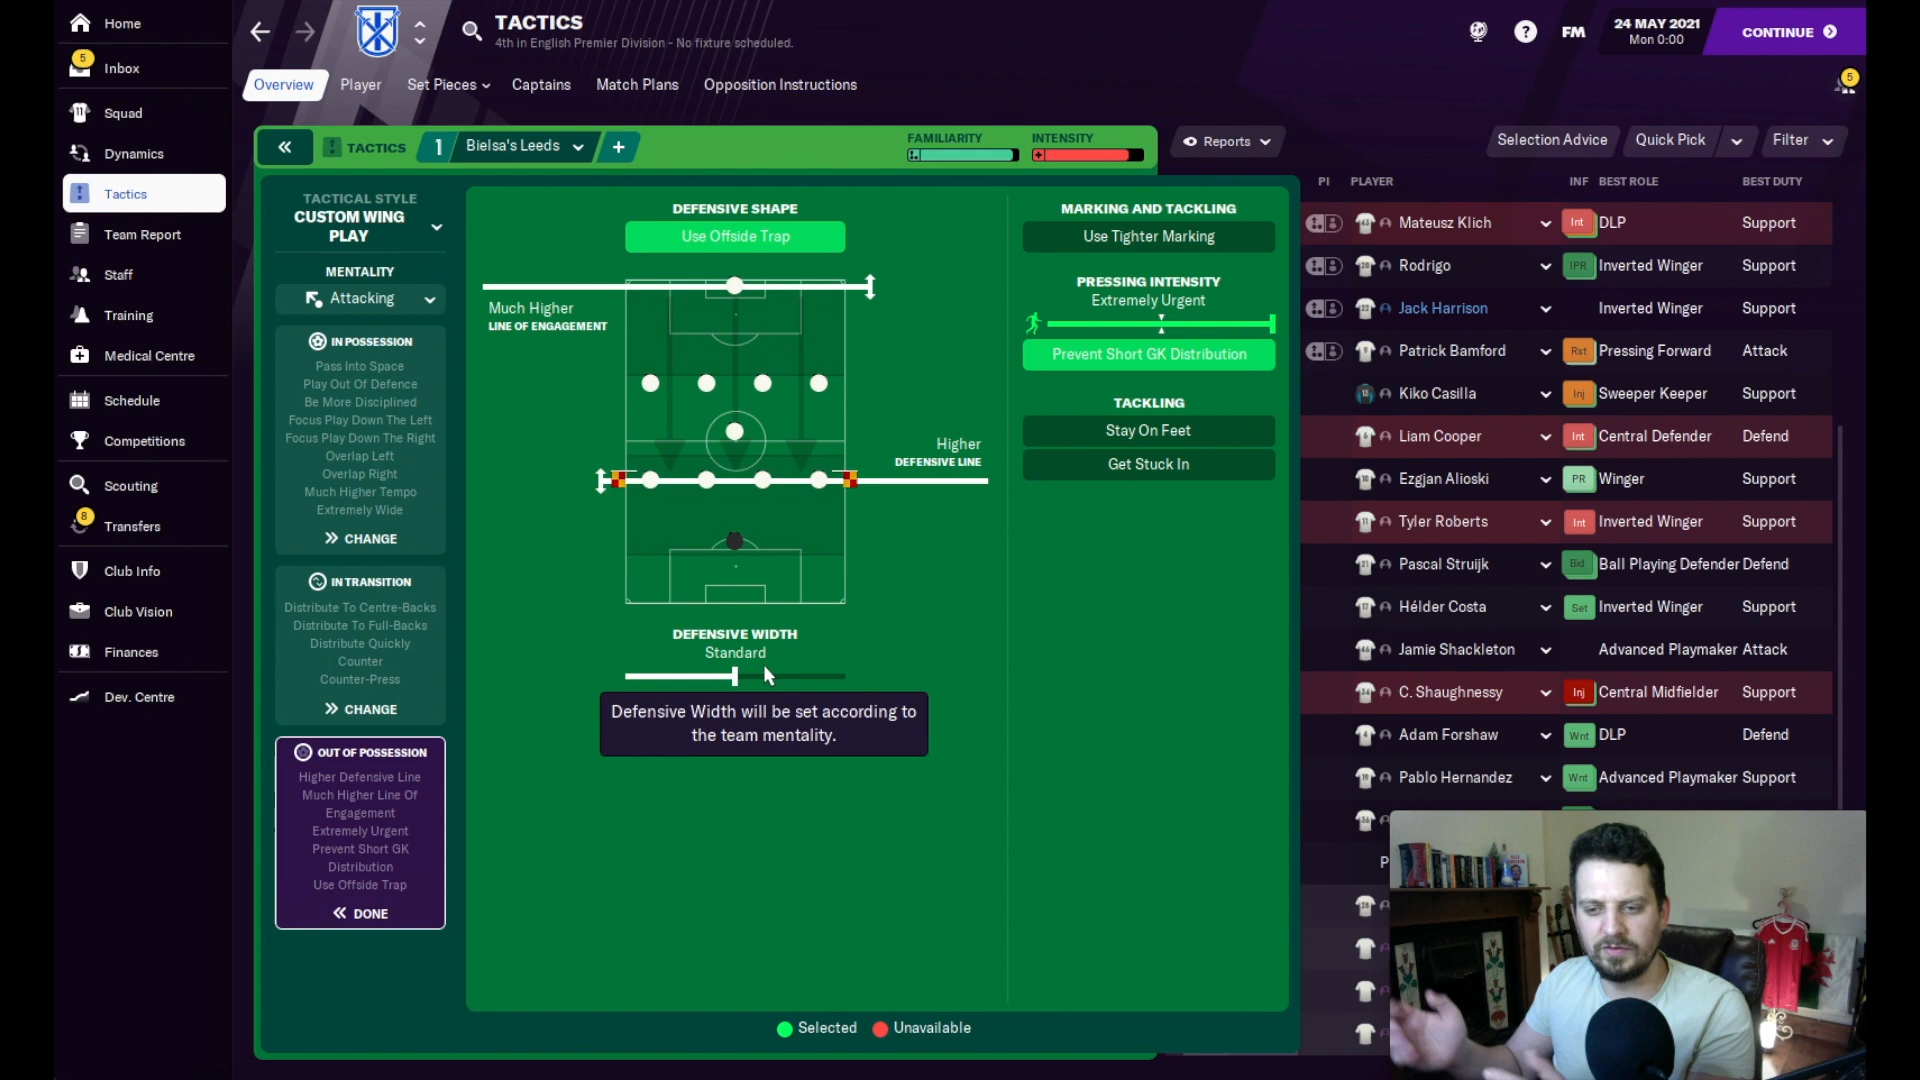 Home
5
Inbox
Squad
Dynamics
Tactics
Team Report
Staff
Training
Medical Centre
Schedule
Competitions
Scouting
8
Transfers
Club Info
Club Vision
Finances
Dev. Centre
TACTICS
4th in English Premier Division - No fixture scheduled.
?
FM
24 MAY 2021
Mon 0:00
CONTINUE
5
Overview
Player
Set Pieces
Captains
Match Plans
Opposition Instructions
TACTICS
1
Bielsa's Leeds
+
FAMILIARITY
INTENSITY
Reports
Selection Advice
Quick Pick
Filter
TACTICAL STYLE
CUSTOM WING
PLAY
MENTALITY
Attacking
IN POSSESSION
Pass Into Space
Play Out Of Defence
Be More Disciplined
Focus Play Down The Left
Focus Play Down The Right
Overlap Left
Overlap Right
Much Higher Tempo
Extremely Wide
CHANGE
IN TRANSITION
Distribute To Centre-Backs
Distribute To Full-Backs
Distribute Quickly
Counter
Counter-Press
CHANGE
OUT OF POSSESSION
Higher Defensive Line
Much Higher Line Of
Engagement
Extremely Urgent
Prevent Short GK
Distribution
Use Offside Trap
DONE
DEFENSIVE SHAPE
Use Offside Trap
Much Higher
LINE OF ENGAGEMENT
Higher
DEFENSIVE LINE
DEFENSIVE WIDTH
Standard
Defensive Width will be set according to
the team mentality.
MARKING AND TACKLING
Use Tighter Marking
PRESSING INTENSITY
Extremely Urgent
Prevent Short GK Distribution
TACKLING
Stay On Feet
Get Stuck In
Selected
Unavailable
PI PLAYER INF BEST ROLE BEST DUTY
Mateusz Klich Int DLP Support
Rodrigo IPR Inverted Winger Support
Jack Harrison Inverted Winger Support
Patrick Bamford Rst Pressing Forward Attack
Kiko Casilla Inj Sweeper Keeper Support
Liam Cooper Int Central Defender Defend
Ezgjan Alioski PR Winger Support
Tyler Roberts Int Inverted Winger Support
Pascal Struijk Bid Ball Playing Defender Defend
Hélder Costa Set Inverted Winger Support
Jamie Shackleton Advanced Playmaker Attack
C. Shaughnessy Inj Central Midfielder Support
Adam Forshaw Wnt DLP Defend
Pablo Hernandez Wnt Advanced Playmaker Support
P